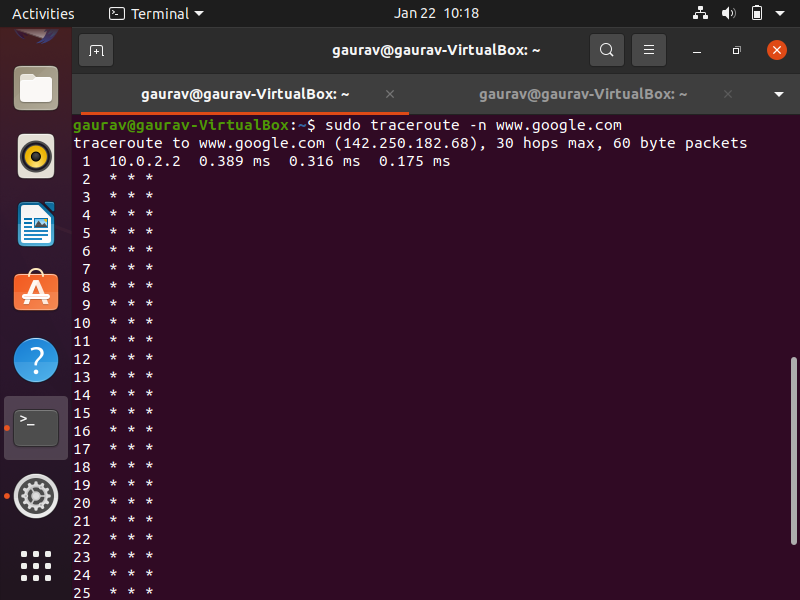 Activities Terminal Jan 22 10:18
gaurav@gaurav-VirtualBox: ~
gaurav@gaurav-VirtualBox: ~ gaurav@gaurav-VirtualBox: ~
gaurav@gaurav-VirtualBox:~$ sudo traceroute -n www.google.com
traceroute to www.google.com (142.250.182.68), 30 hops max, 60 byte packets
 1  10.0.2.2  0.389 ms  0.316 ms  0.175 ms
 2  * * *
 3  * * *
 4  * * *
 5  * * *
 6  * * *
 7  * * *
 8  * * *
 9  * * *
10  * * *
11  * * *
12  * * *
13  * * *
14  * * *
15  * * *
16  * * *
17  * * *
18  * * *
19  * * *
20  * * *
21  * * *
22  * * *
23  * * *
24  * * *
25  * * *